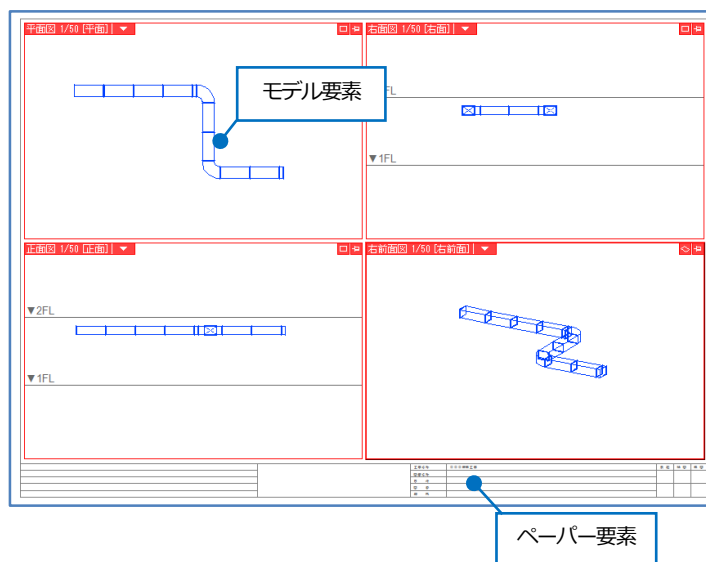 平面図 1/50 [平面]
右面図 1/50 [右面]
モデル要素
FL
▼1FL
正面図 1/50 [正面]
右前面図 1/50 [右前面]
▼2FL
▼1FL
ペーパー要素